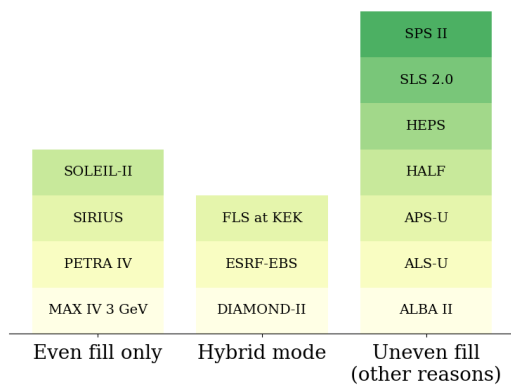 SPS II
SLS 2.0
HEPS
SOLEIL-II
HALF
SIRIUS
FLS at KEK
APS-U
PETRA IV
ESRF-EBS
ALS-U
MAX IV 3 GeV
DIAMOND-II
ALBA II
Even fill only
Hybrid mode
Uneven fill
(other reasons)